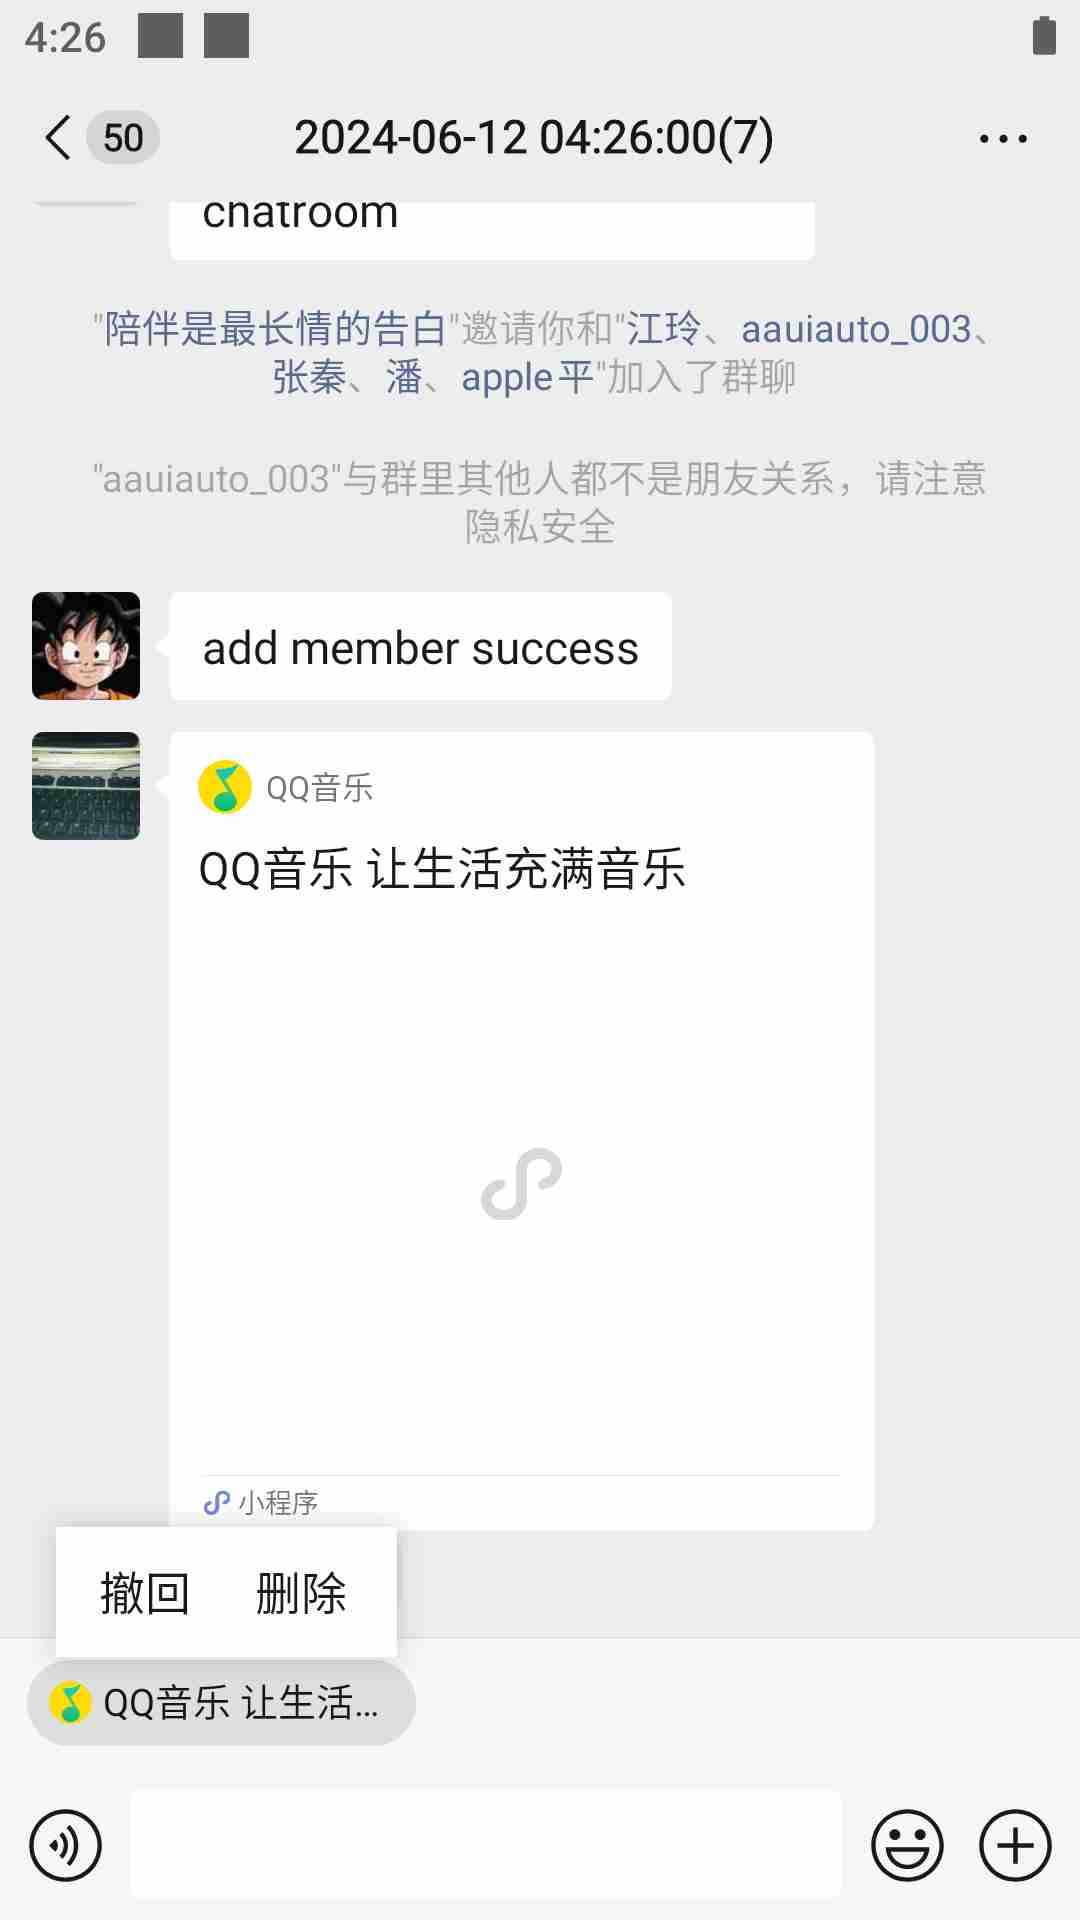 4:26
50
2024-06-12 04:26:00(7)
chatroom
"陪伴是最长情的告白"邀请你和"江玲、aauiauto_003、
张秦、潘、apple平"加入了群聊
"aauiauto_003"与群里其他人都不是朋友关系，请注意
隐私安全
add member success
QQ音乐
QQ音乐 让生活充满音乐
小程序
撤回 删除
QQ音乐 让生活...